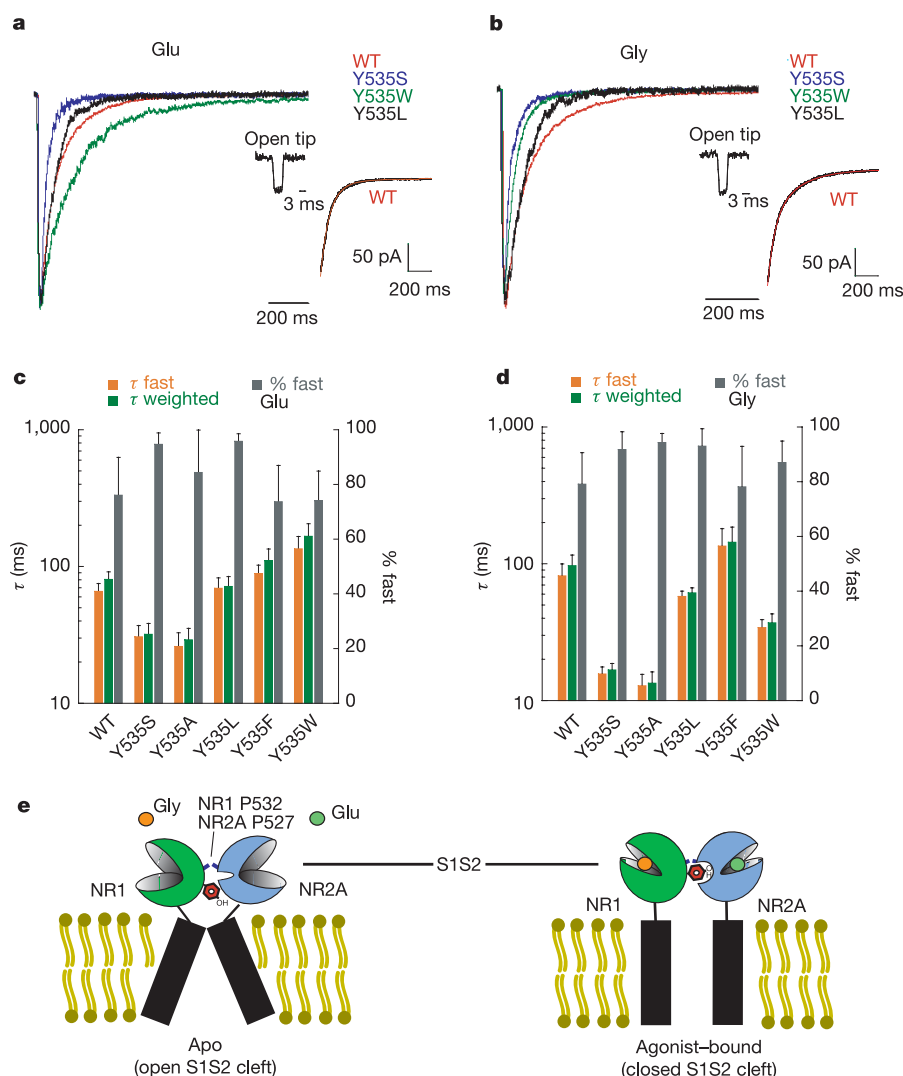 a
Glu
WT
Y535S
Y535W
Y535L
Open tip
3 ms
WT
50 pA
200 ms
200 ms
b
Gly
WT
Y535S
Y535W
Y535L
Open tip
3 ms
WT
50 pA
200 ms
200 ms
c
τ fast
τ weighted
% fast
Glu
1,000
100
10
τ (ms)
100
80
60
40
20
0
% fast
WT
Y535S
Y535A
Y535L
Y535F
Y535W
d
τ fast
τ weighted
% fast
Gly
1,000
100
10
τ (ms)
100
80
60
40
20
0
% fast
WT
Y535S
Y535A
Y535L
Y535F
Y535W
e
Gly
NR1 P532
NR2A P527
Glu
NR1
NR2A
OH
S1S2
NR1
NR2A
OH
Apo
(open S1S2 cleft)
Agonist–bound
(closed S1S2 cleft)